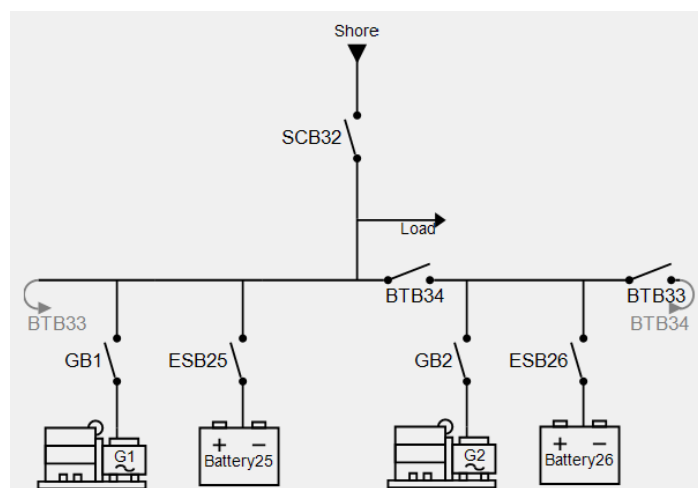 Shore
SCB32
Load
BTB34
BTB33
BTB33
BTB34
GB1
ESB25
GB2
ESB26
G1
+ −
Battery25
G2
+ −
Battery26